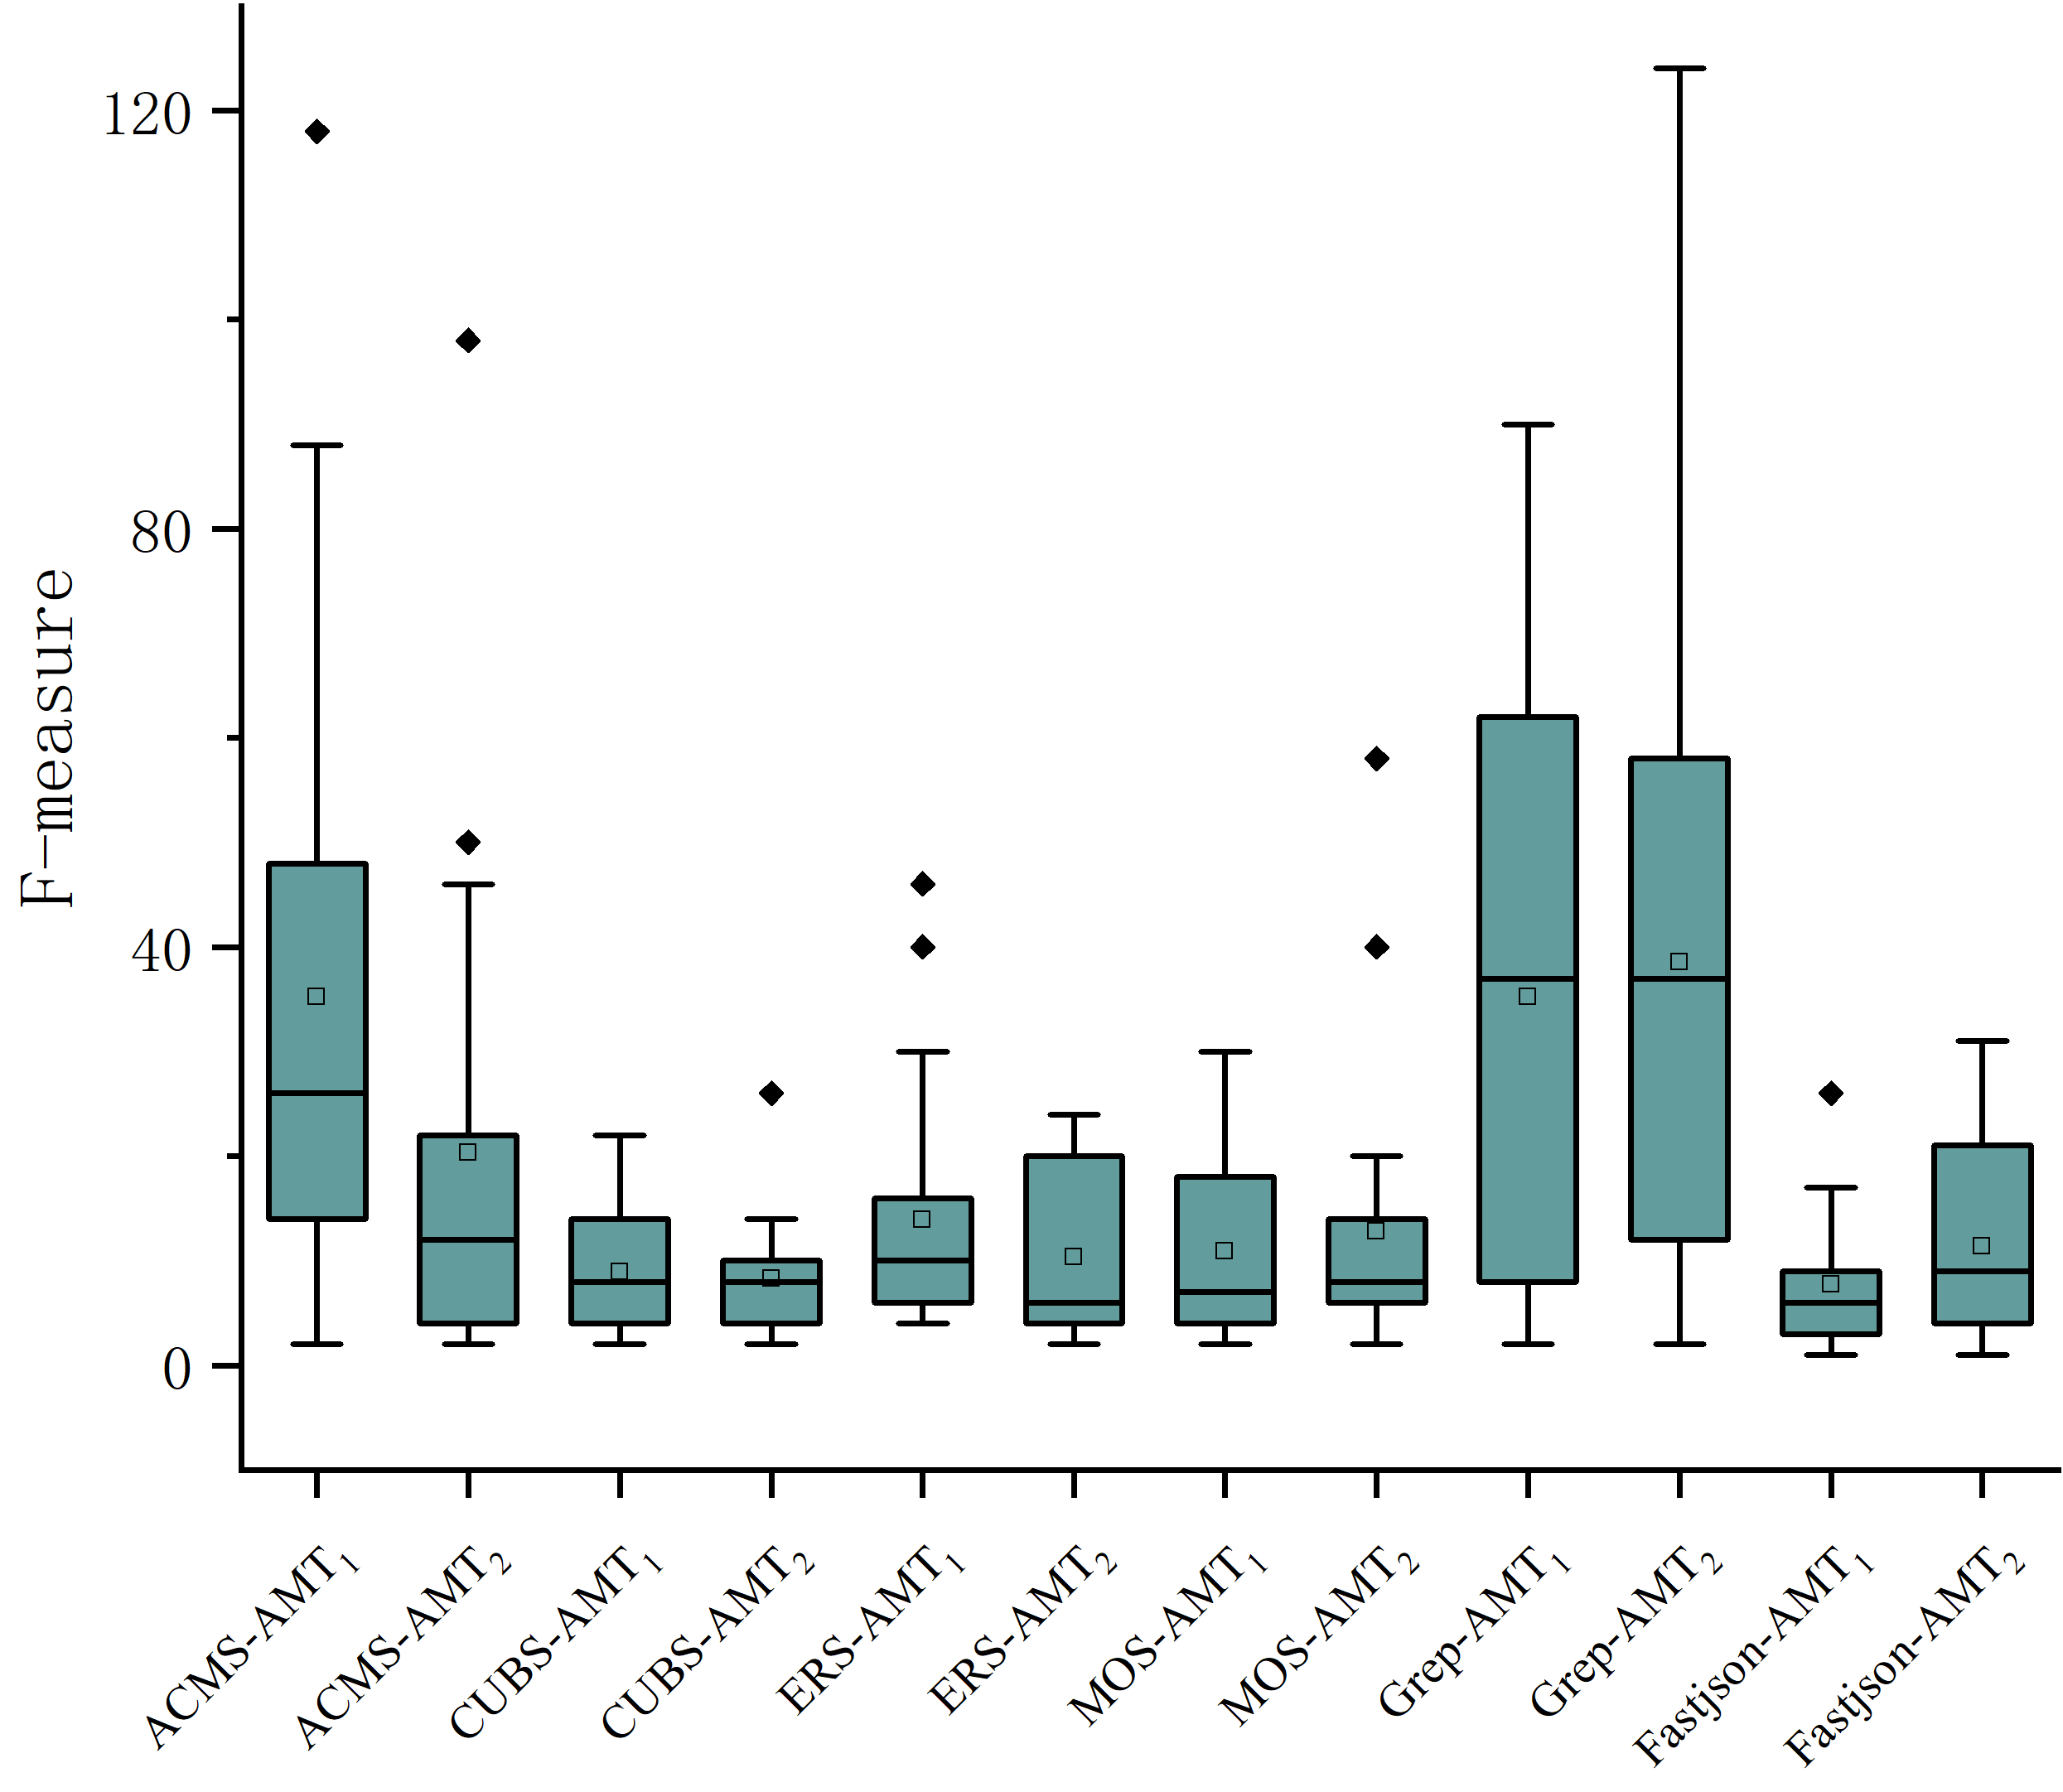 F-measure
120
80
40
0
ACMS-AMT₁
ACMS-AMT₂
CUBS-AMT₁
CUBS-AMT₂
ERS-AMT₁
ERS-AMT₂
MOS-AMT₁
MOS-AMT₂
Grep-AMT₁
Grep-AMT₂
Fastjson-AMT₁
Fastjson-AMT₂